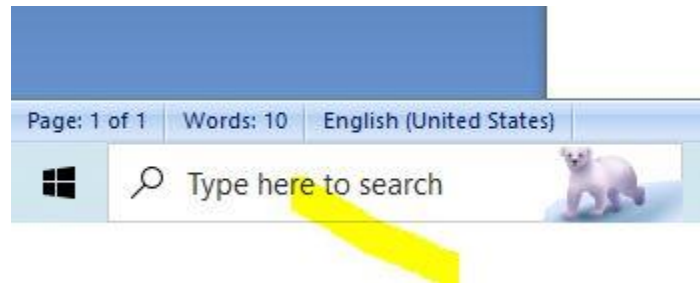 Page: 1 of 1 Words: 10 English (United States)
Type here to search